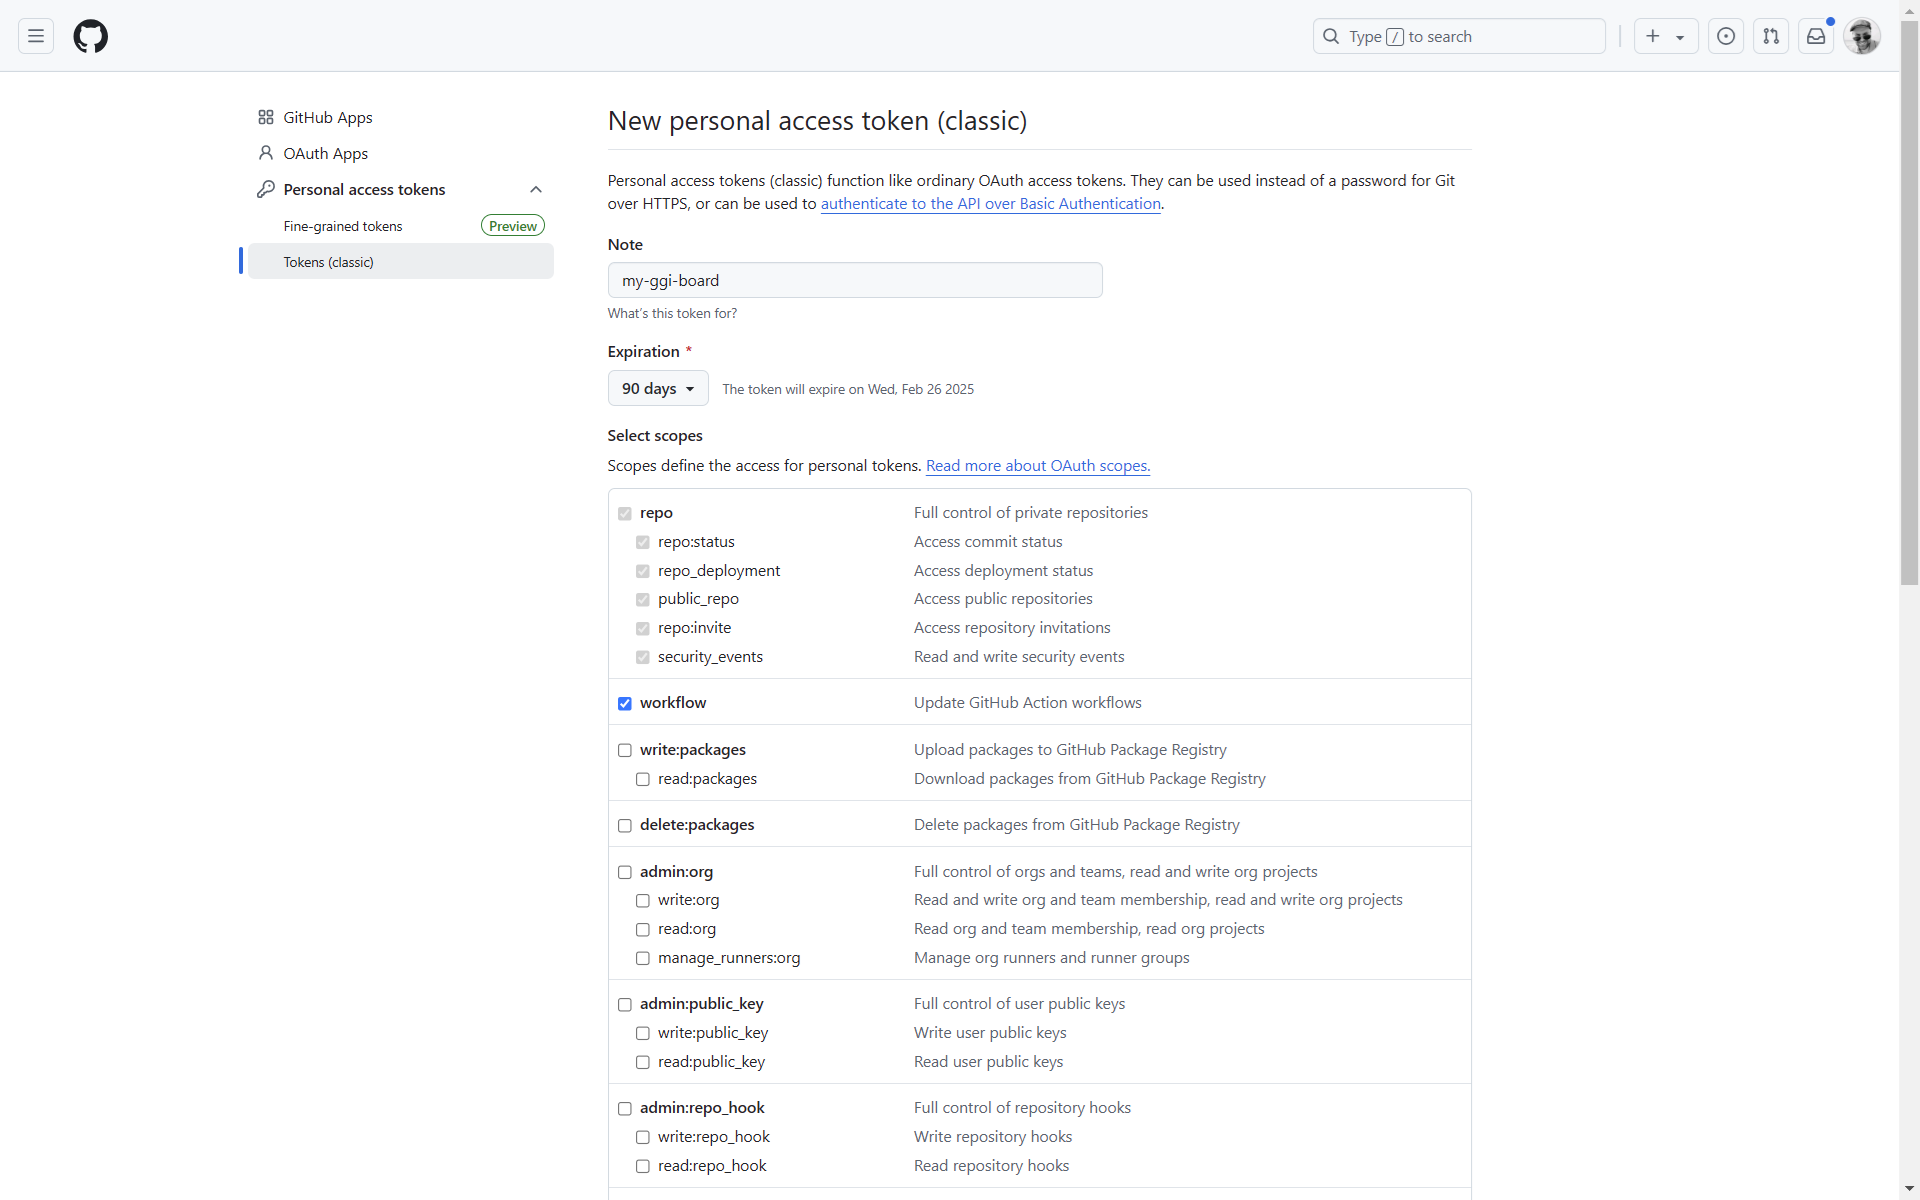 Type / to search
GitHub Apps
OAuth Apps
Personal access tokens
Fine-grained tokens Preview
Tokens (classic)
New personal access token (classic)
Personal access tokens (classic) function like ordinary OAuth access tokens. They can be used instead of a password for Git
over HTTPS, or can be used to authenticate to the API over Basic Authentication.
Note
my-ggi-board
What's this token for?
Expiration *
90 days The token will expire on Wed, Feb 26 2025
Select scopes
Scopes define the access for personal tokens. Read more about OAuth scopes.
repo Full control of private repositories
repo:status Access commit status
repo_deployment Access deployment status
public_repo Access public repositories
repo:invite Access repository invitations
security_events Read and write security events
workflow Update GitHub Action workflows
write:packages Upload packages to GitHub Package Registry
read:packages Download packages from GitHub Package Registry
delete:packages Delete packages from GitHub Package Registry
admin:org Full control of orgs and teams, read and write org projects
write:org Read and write org and team membership, read and write org projects
read:org Read org and team membership, read org projects
manage_runners:org Manage org runners and runner groups
admin:public_key Full control of user public keys
write:public_key Write user public keys
read:public_key Read user public keys
admin:repo_hook Full control of repository hooks
write:repo_hook Write repository hooks
read:repo_hook Read repository hooks